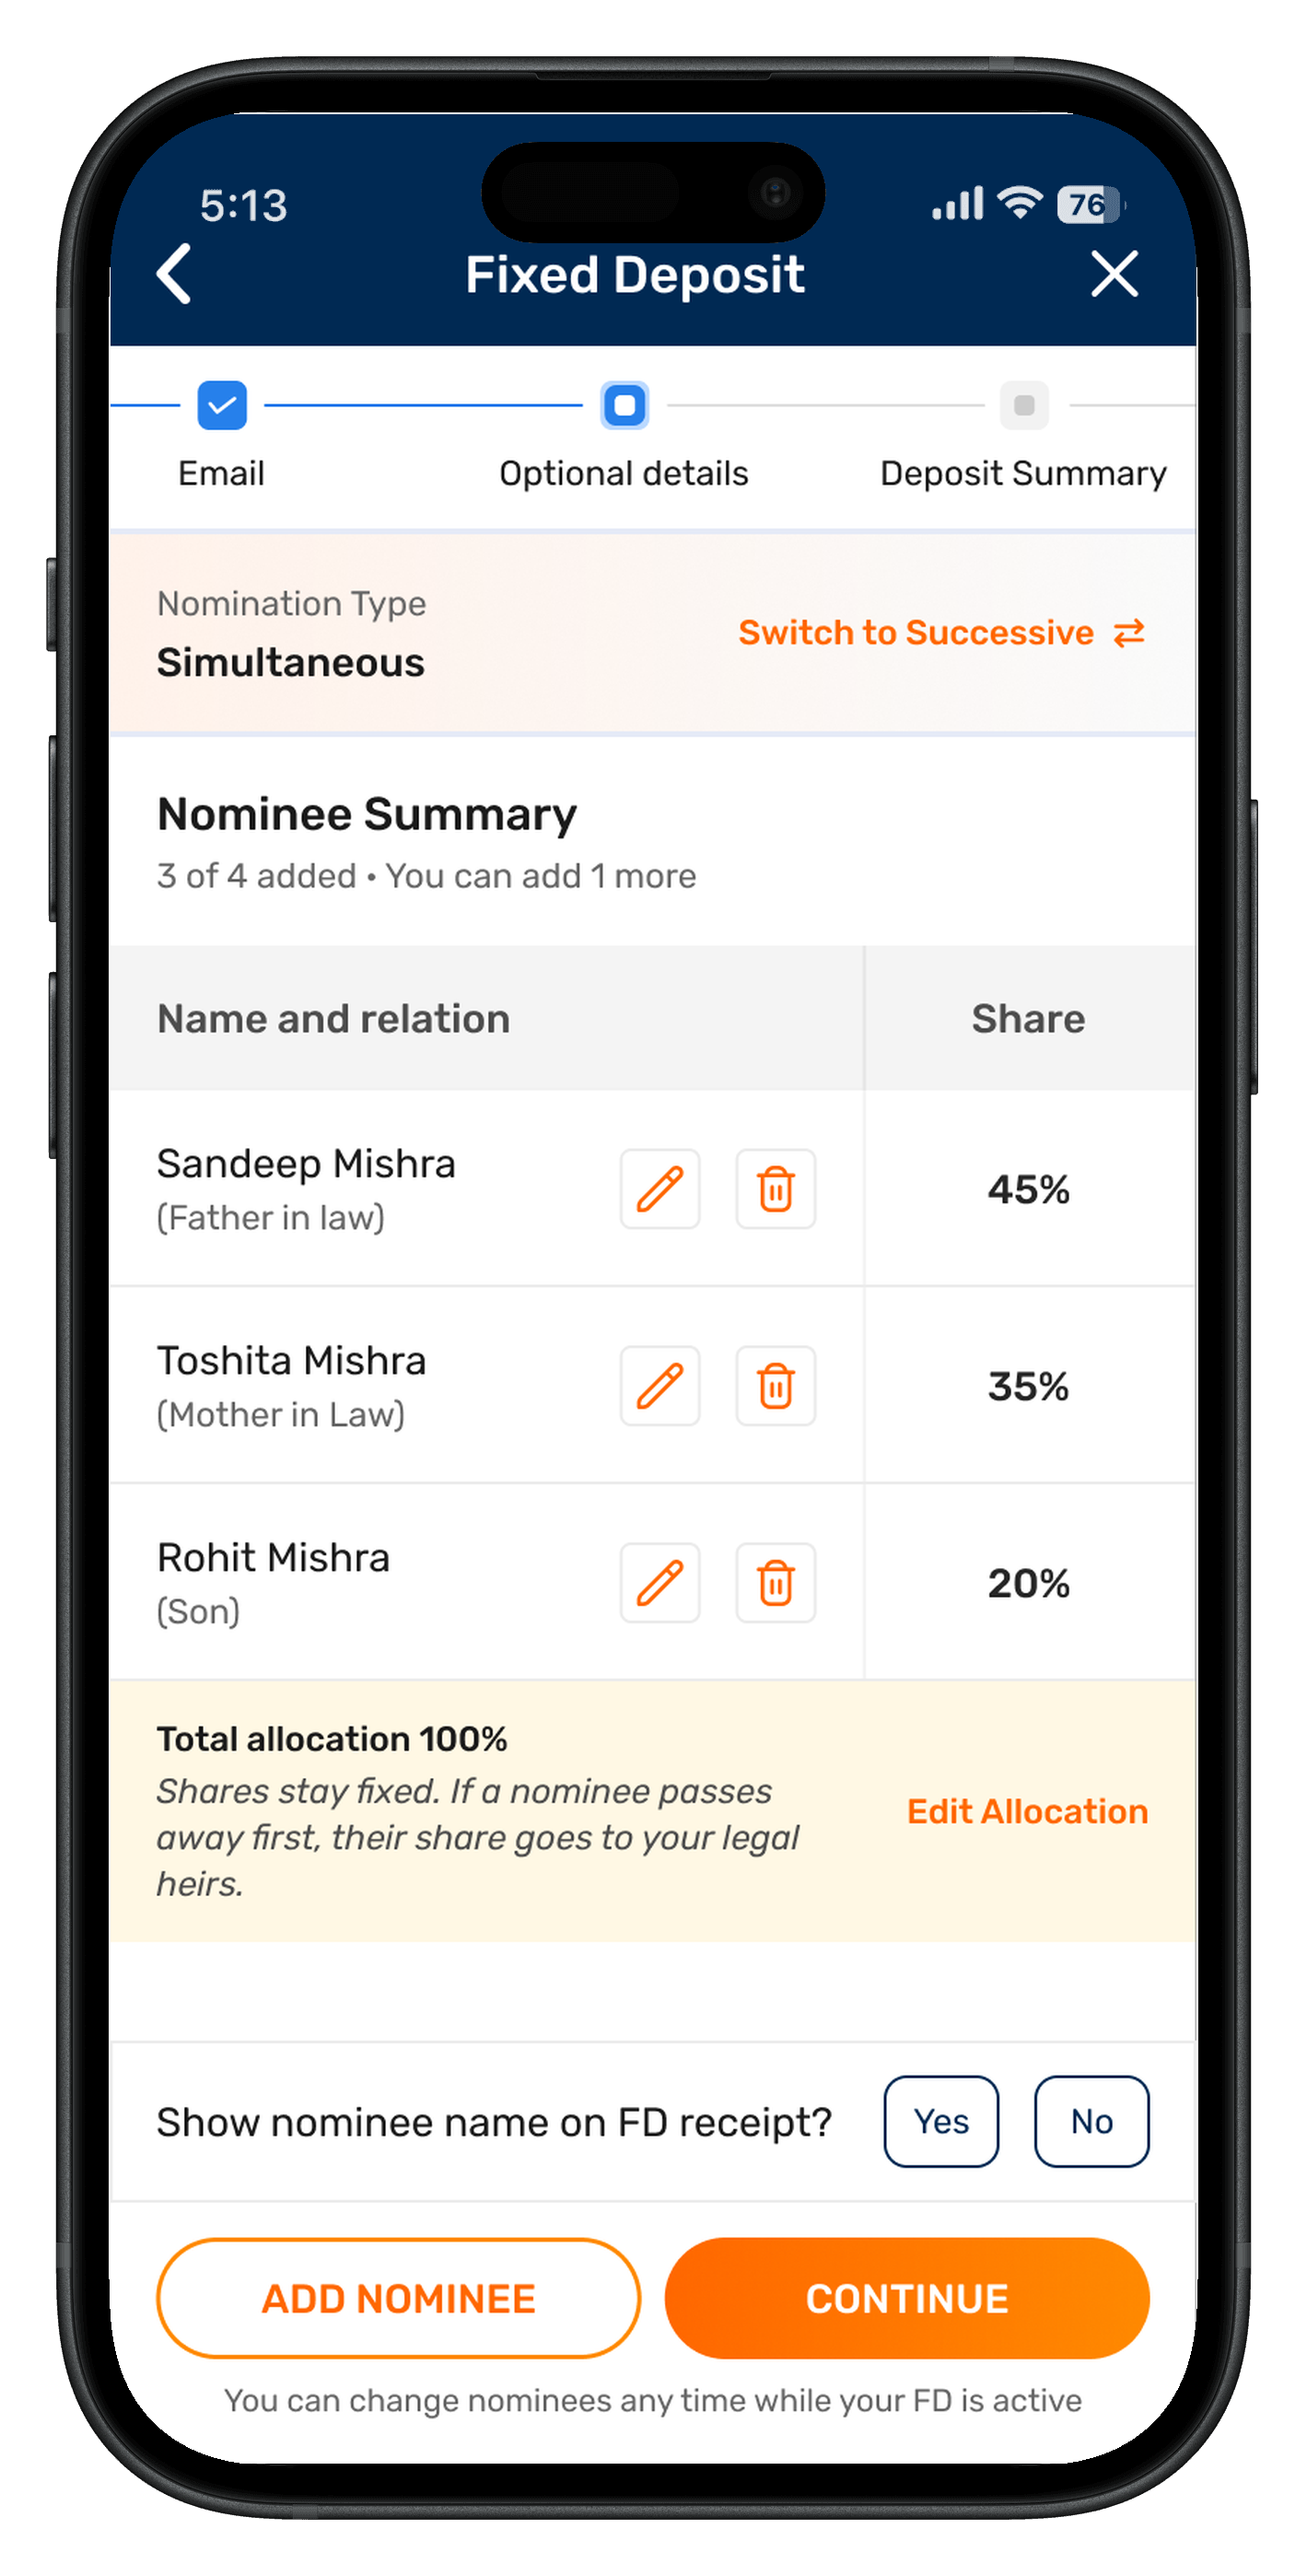 5:13
76
Fixed Deposit
Email
Optional details
Deposit Summary
Nomination Type
Simultaneous
Switch to Successive
Nominee Summary
3 of 4 added • You can add 1 more
Name and relation
Share
Sandeep Mishra
(Father in law)
45%
Toshita Mishra
(Mother in Law)
35%
Rohit Mishra
(Son)
20%
Total allocation 100%
Shares stay fixed. If a nominee passes
away first, their share goes to your legal
heirs.
Edit Allocation
Show nominee name on FD receipt?
Yes
No
ADD NOMINEE
CONTINUE
You can change nominees any time while your FD is active